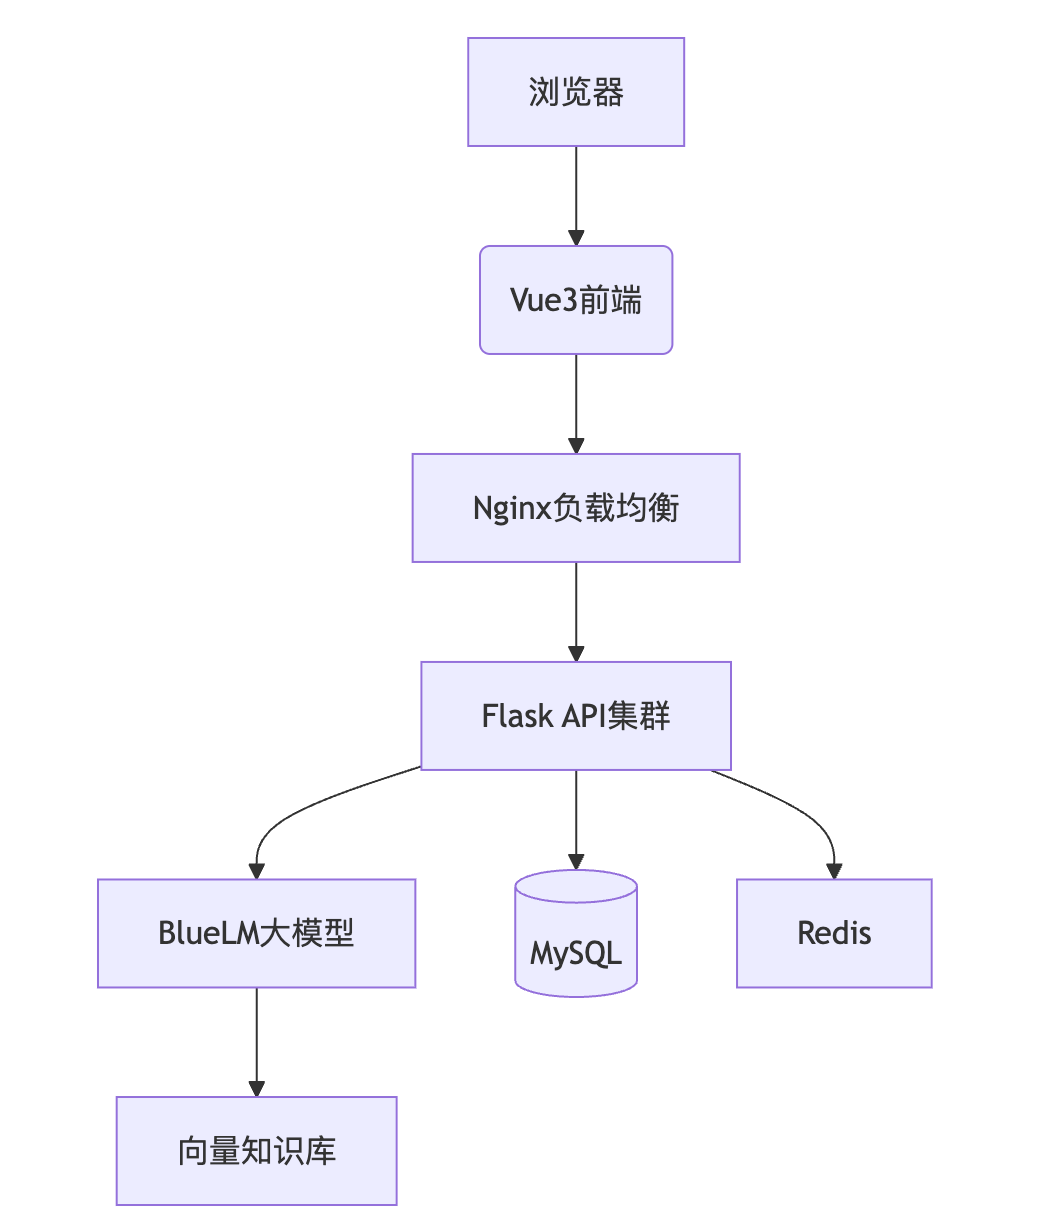 浏览器
Vue3前端
Nginx负载均衡
Flask API集群
BlueLM大模型
MySQL
Redis
向量知识库